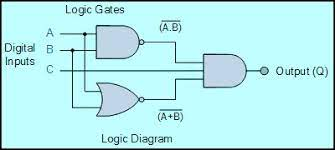 Logic Gates
A
(A.B)
Digital
Inputs
B
C
Output (Q)
(A+B)
Logic Diagram